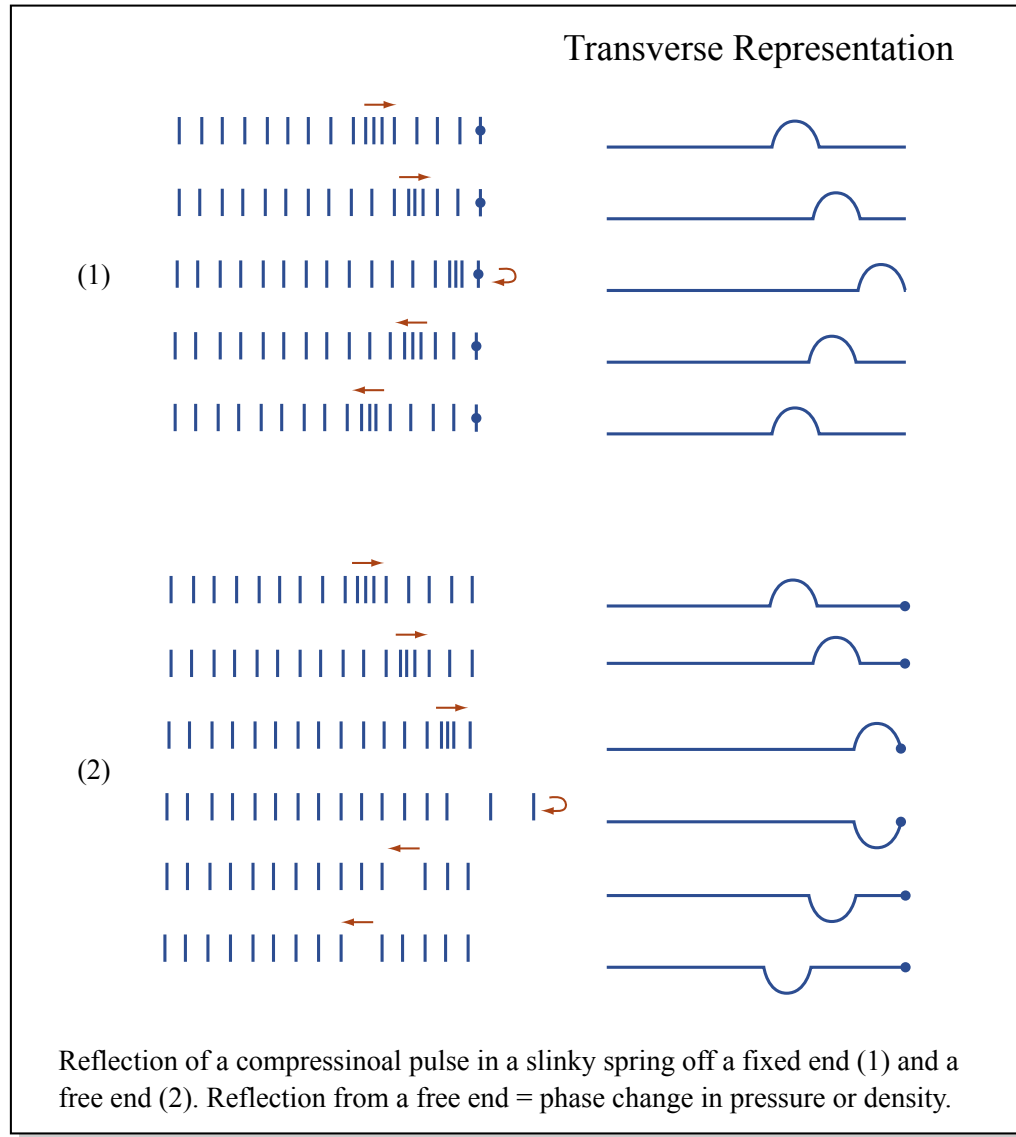 Transverse Representation
(1)
(2)
Reflection of a compressinoal pulse in a slinky spring off a fixed end (1) and a
free end (2). Reflection from a free end = phase change in pressure or density.